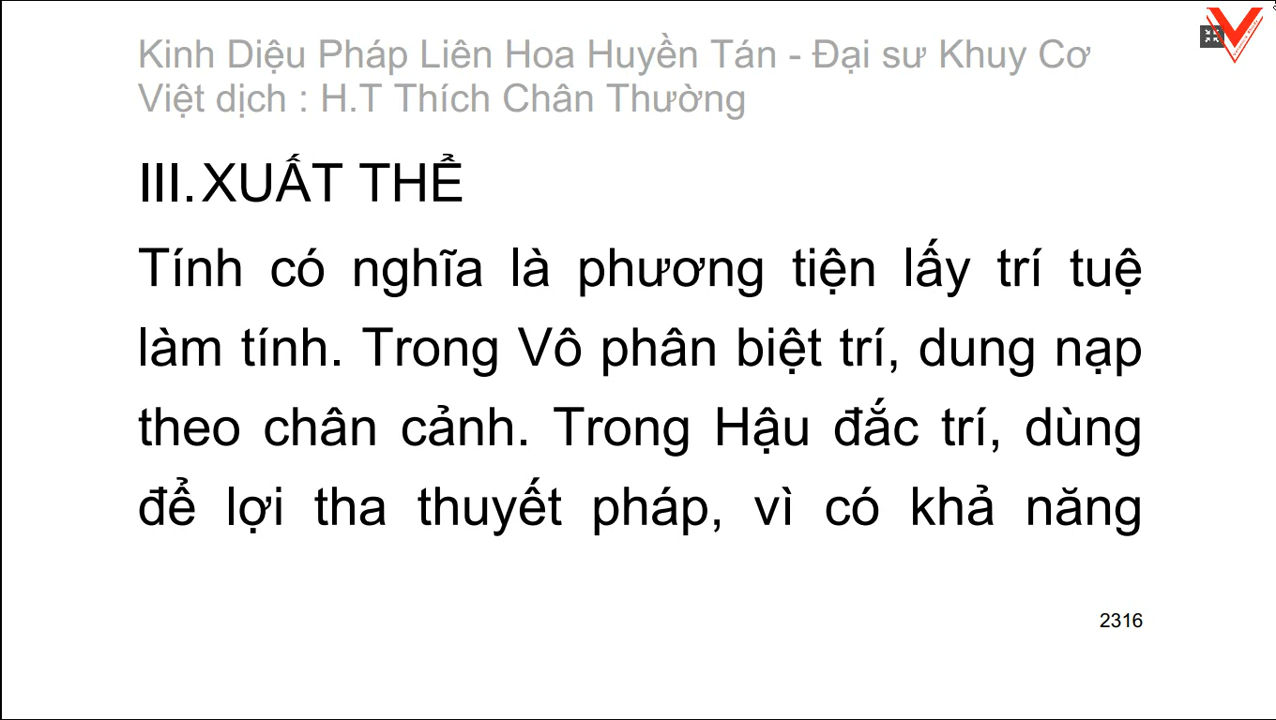 Kinh Diệu Pháp Liên Hoa Huyền Tán - Đại sư Khuy Cơ
Việt dịch : H.T Thích Chân Thường
III. XUẤT THỂ
Tính có nghĩa là phương tiện lấy trí tuệ
làm tính. Trong Vô phân biệt trí, dung nạp
theo chân cảnh. Trong Hậu đắc trí, dùng
để lợi tha thuyết pháp, vì có khả năng
2316